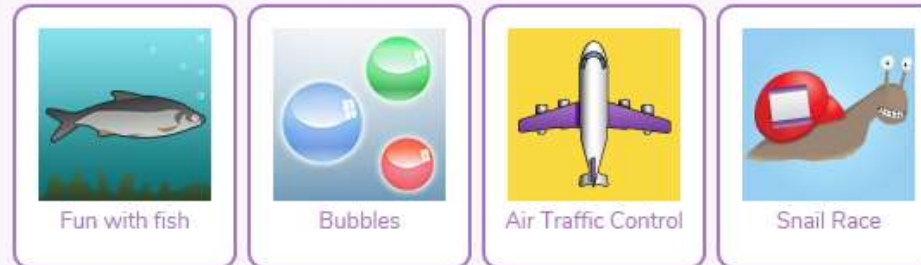 Fun with fish
Bubbles
Air Traffic Control
Snail Race